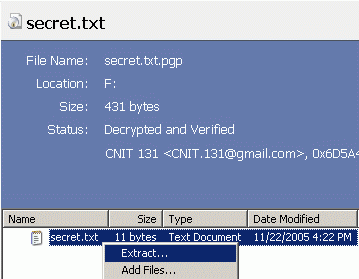 secret.txt
File Name: secret.txt.pgp
Location: F:
Size: 431 bytes
Status: Decrypted and Verified
CNIT 131 <CNIT.131@gmail.com>, 0x6D5A4
Name Size Type Date Modified
secret.txt 11 bytes Text Document 11/22/2005 4:22 PM
Extract...
Add Files...